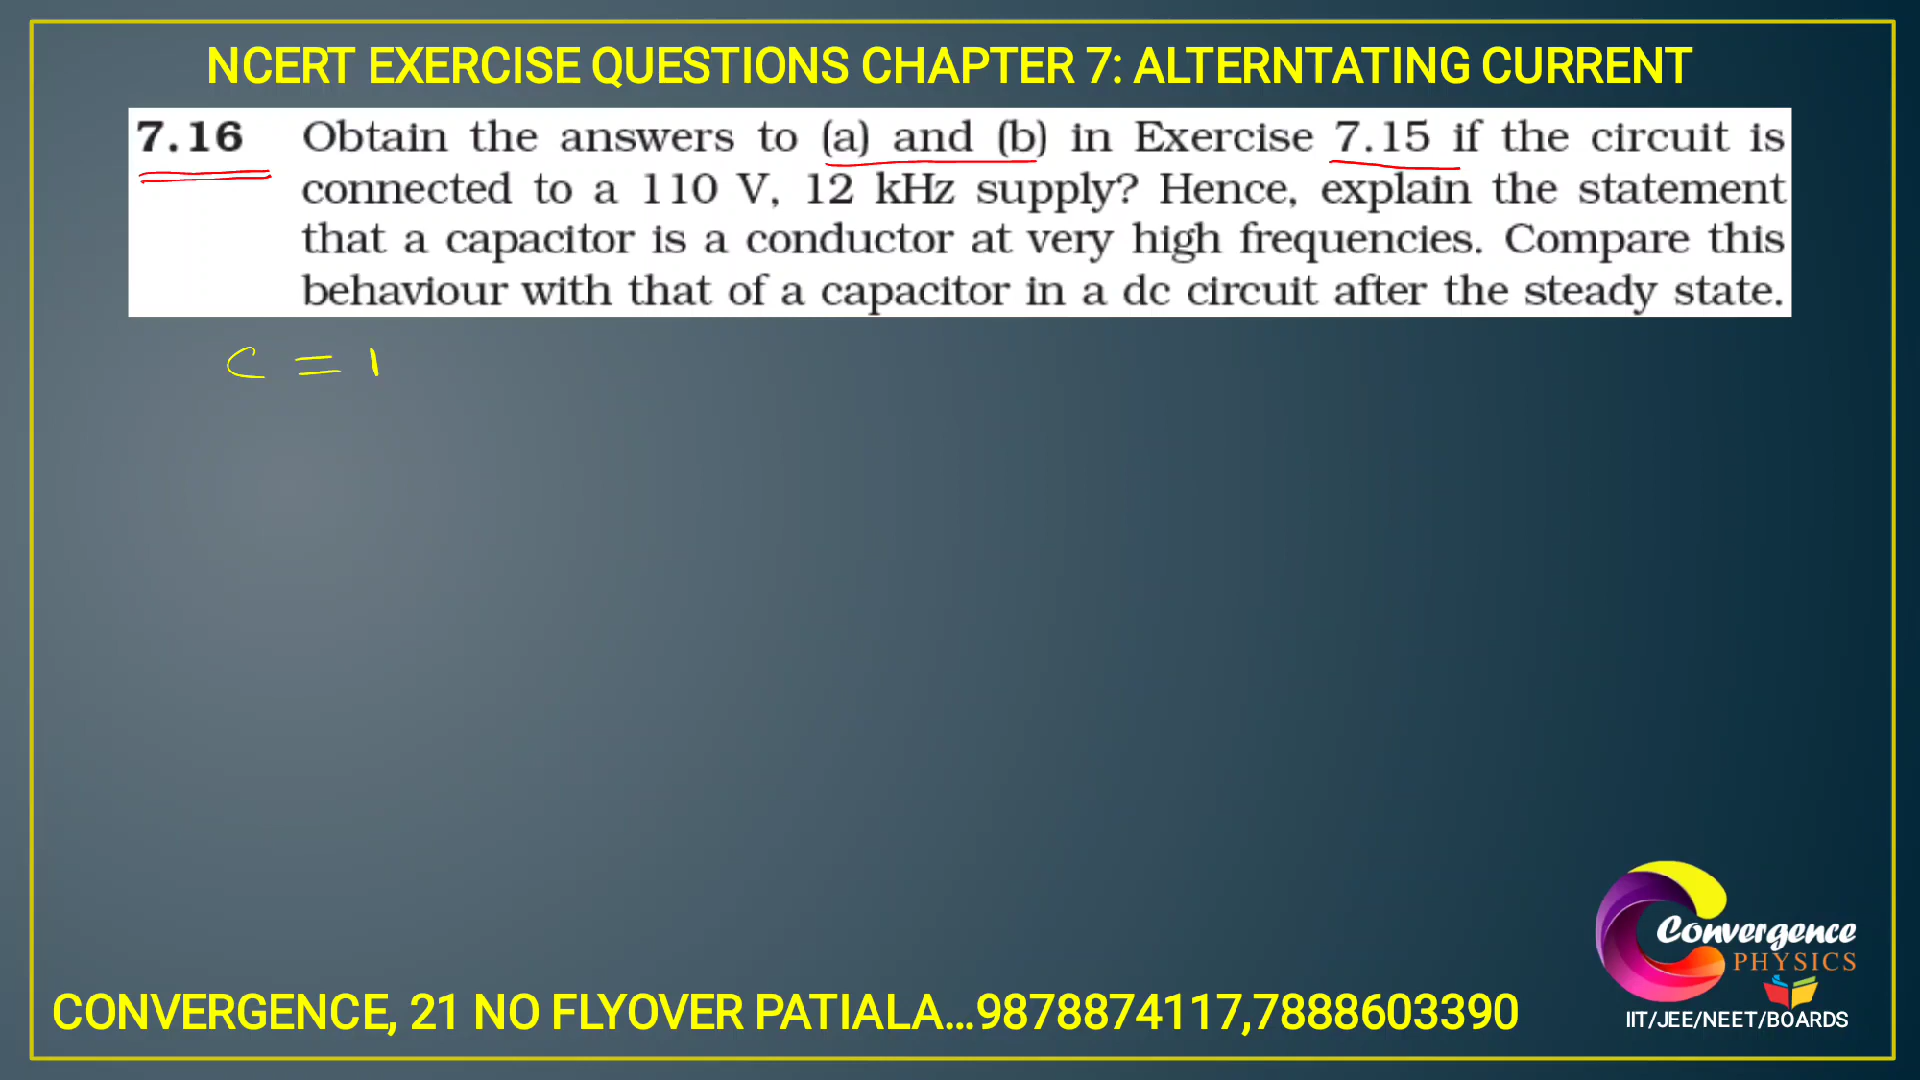 NCERT EXERCISE QUESTIONS CHAPTER 7: ALTERNTATING CURRENT
7.16 Obtain the answers to (a) and (b) in Exercise 7.15 if the circuit is
connected to a 110 V, 12 kHz supply? Hence, explain the statement
that a capacitor is a conductor at very high frequencies. Compare this
behaviour with that of a capacitor in a dc circuit after the steady state.
C = 1
Convergence
PHYSICS
IIT/JEE/NEET/BOARDS
CONVERGENCE, 21 NO FLYOVER PATIALA...9878874117,7888603390